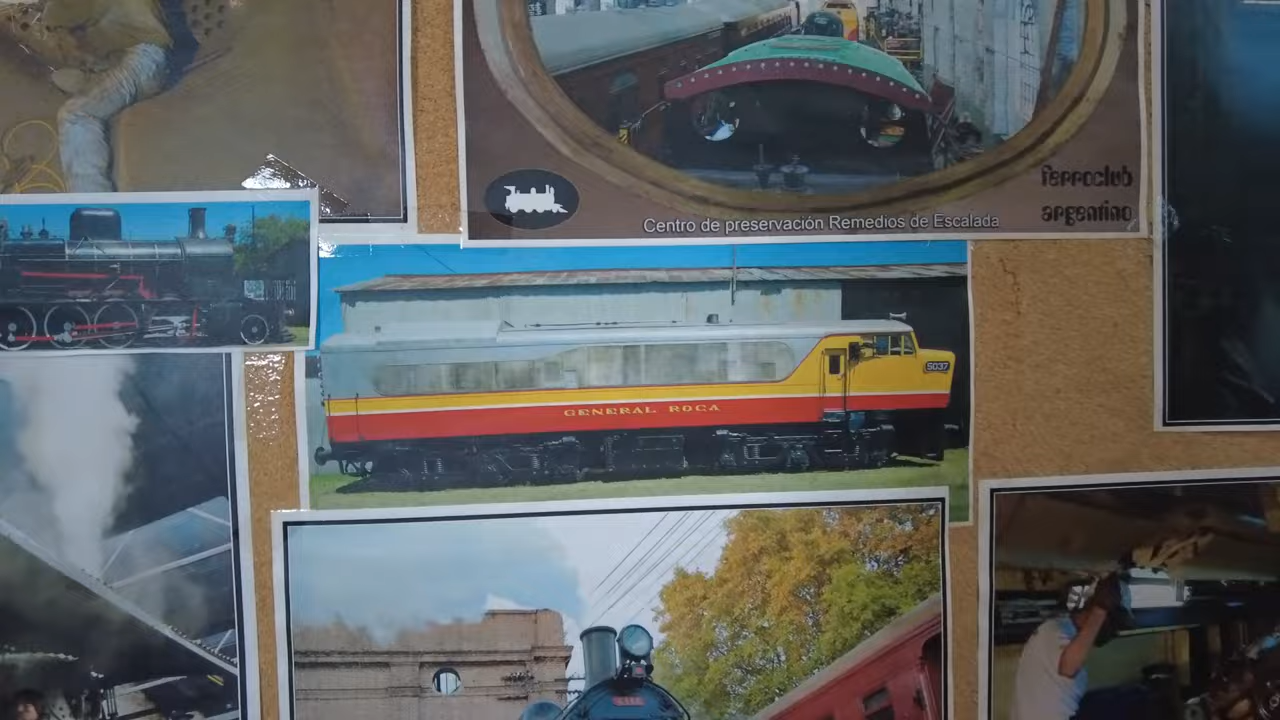 ferroclub
argentino
Centro de preservación Remedios de Escalada
5037
GENERAL ROCA